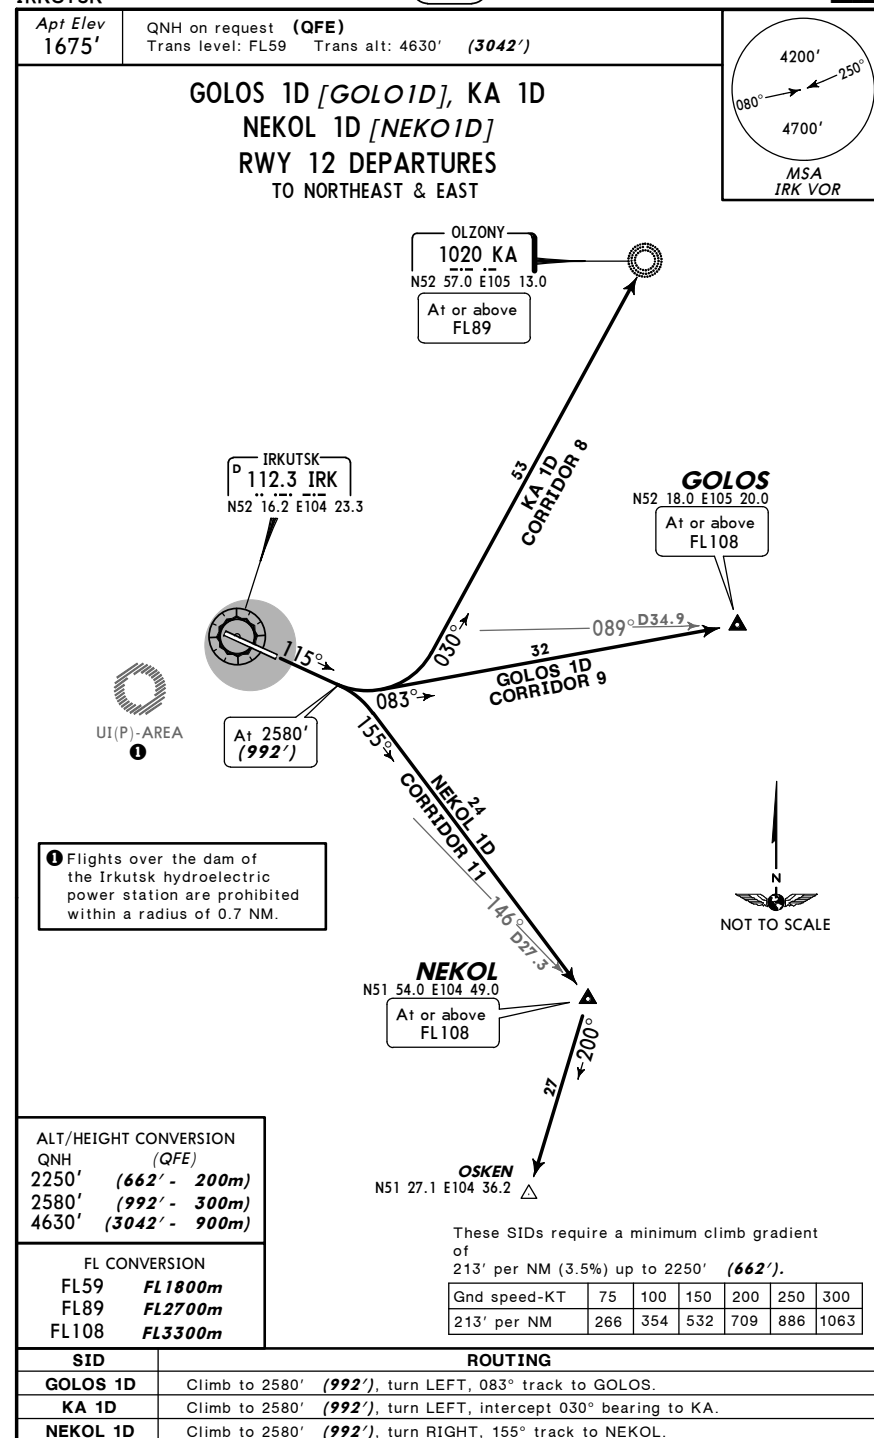 Apt Elev
1675'
QNH on request (QFE)
Trans level: FL59 Trans alt: 4630' (3042')
GOLOS 1D [GOLO1D], KA 1D
NEKOL 1D [NEKO1D]
RWY 12 DEPARTURES
TO NORTHEAST & EAST
4200'
080° 250°
4700'
MSA
IRK VOR
OLZONY
1020 KA
N52 57.0 E105 13.0
At or above
FL89
53
KA 1D
CORRIDOR 8
IRKUTSK
D 112.3 IRK
N52 16.2 E104 23.3
GOLOS
N52 18.0 E105 20.0
At or above
FL108
115°
030°
089° D34.9
32
GOLOS 1D
CORRIDOR 9
083°
UI(P)-AREA
1
At 2580'
(992')
155°
24
NEKOL 1D
CORRIDOR 11
146°
D27.3
1 Flights over the dam of
the Irkutsk hydroelectric
power station are prohibited
within a radius of 0.7 NM.
N
NOT TO SCALE
NEKOL
N51 54.0 E104 49.0
At or above
FL108
200°
27
OSKEN
N51 27.1 E104 36.2
ALT/HEIGHT CONVERSION
QNH (QFE)
2250' (662' - 200m)
2580' (992' - 300m)
4630' (3042' - 900m)
FL CONVERSION
FL59 FL1800m
FL89 FL2700m
FL108 FL3300m
These SIDs require a minimum climb gradient
of
213' per NM (3.5%) up to 2250' (662').
Gnd speed-KT 75 100 150 200 250 300
213' per NM 266 354 532 709 886 1063
SID ROUTING
GOLOS 1D Climb to 2580' (992'), turn LEFT, 083° track to GOLOS.
KA 1D Climb to 2580' (992'), turn LEFT, intercept 030° bearing to KA.
NEKOL 1D Climb to 2580' (992'), turn RIGHT, 155° track to NEKOL.